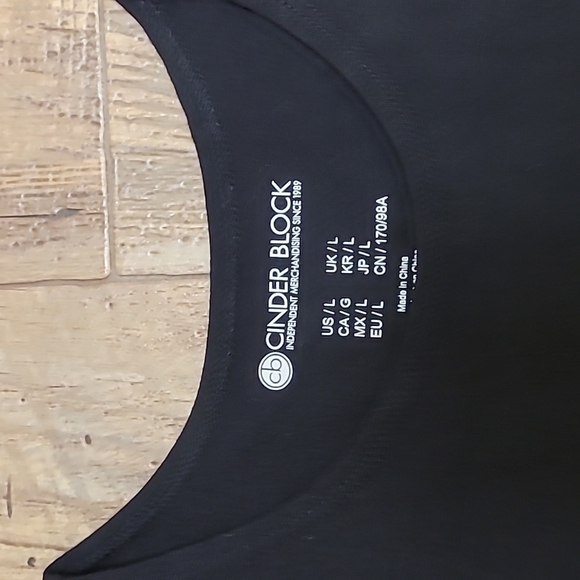 cb CINDER BLOCK
INDEPENDENT MERCHANDISING SINCE 1989
US / L UK / L
CA / G KR / L
MX / L JP / L
EU / L CN / 170/98A
Made in China